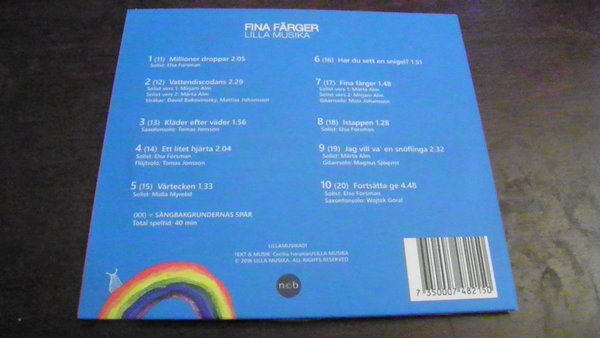 FINA FÄRGER
LILLA MUSIKA
1 (11) Millioner droppar 2.05
Solist: Elsa Forsman
2 (12) Vattendiscodans 2.29
Solist vers 1: Mirjam Alm
Solist vers 2: Märta Alm
Stråkar: David Bukovinszky, Mattias Johansson
3 (13) Kläder efter väder 1.56
Saxofonsolo: Tomas Jonsson
4 (14) Ett litet hjärta 2.04
Solist: Elsa Forsman
Flöjtsolo: Tomas Jonsson
5 (15) Vårtecken 1.33
Solist: Molia Myrebid
(XX) = SÅNGBAKGRUNDERNAS SPÅR
Total speltid: 40 min
6 (16) Har du sett en snigel? 1.51
7 (17) Fina färger 1.48
Solist vers 1: Märta Alm
Solist vers 2: Mirjam Alm
Gitarrsolo: Mats Johansson
8 (18) Istappen 1.28
Solist: Elsa Forsman
9 (19) Jag vill va' en snöflinga 2.32
Solist: Märta Alm
Gitarrsolo: Magnus Sjöqvist
10 (20) Fortsätta ge 4.48
Solist: Elsa Forsman
Saxofonsolo: Wojtek Goral
LILLAMUSIKA01
TEXT & MUSIK: Cecilia Forsman/LILLA MUSIKA
© 2016 LILLA MUSIKA. ALL RIGHTS RESERVED
ncb
7 350007 482150